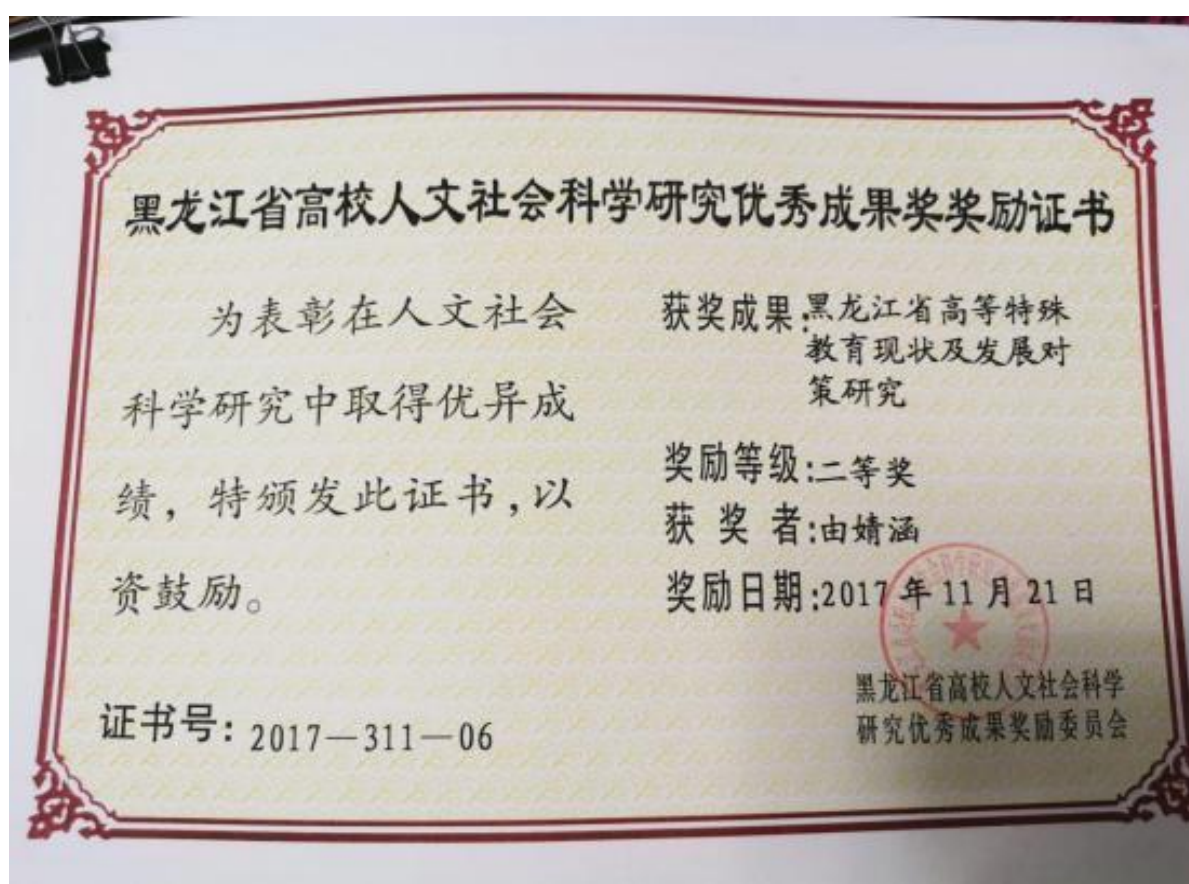 黑龙江省高校人文社会科学研究优秀成果奖奖励证书
为表彰在人文社会
科学研究中取得优异成
绩，特颁发此证书，以
资鼓励。
证书号：2017—311—06
获奖成果：黑龙江省高等特殊
教育现状及发展对
策研究
奖励等级：二等奖
获奖者：由婧涵
奖励日期：2017年11月21日
黑龙江省高校人文社会科学
研究优秀成果奖励委员会